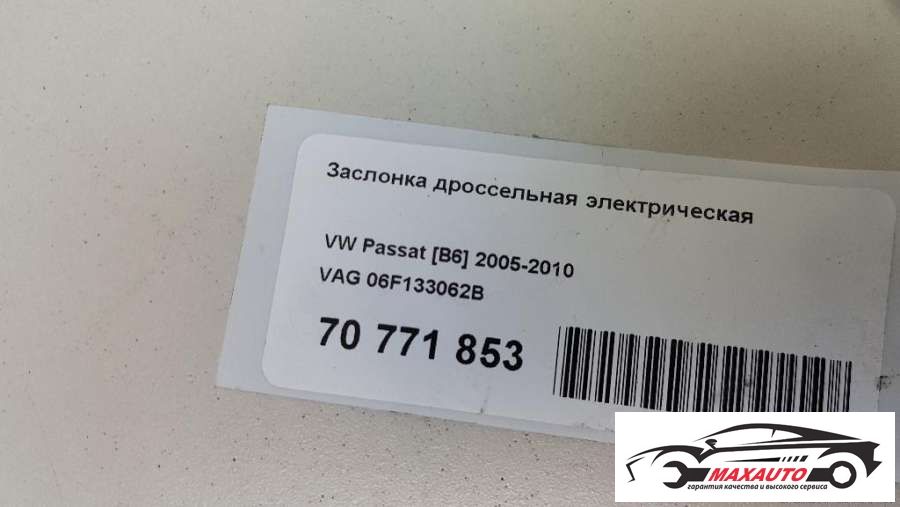 Заслонка дроссельная электрическая
VW Passat [B6] 2005-2010
VAG 06F133062B
70 771 853
MAXAUTO
гарантия качества и высокого сервиса